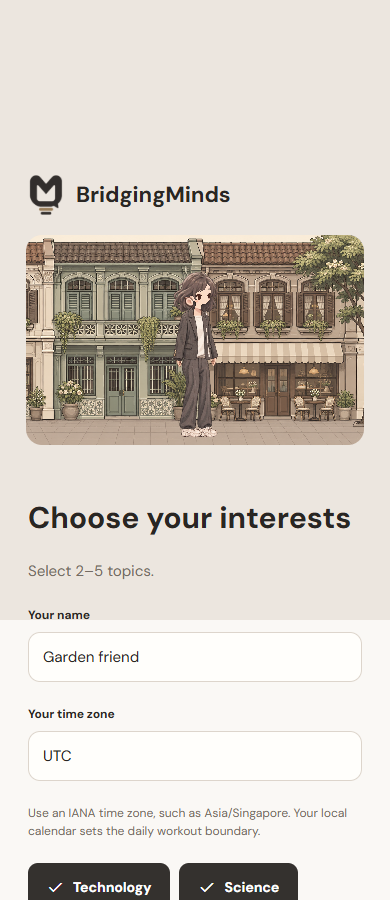 BridgingMinds
Choose your interests
Select 2–5 topics.
Your name
Garden friend
Your time zone
UTC
Use an IANA time zone, such as Asia/Singapore. Your local
calendar sets the daily workout boundary.
Technology
Science